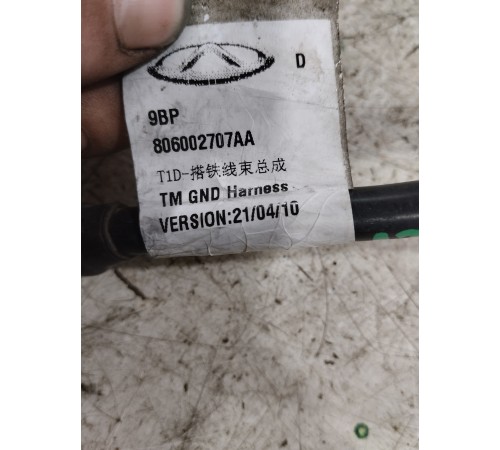 D
9BP
806002707AA
T1D-搭铁线束总成
TM GND Harness
VERSION:21/04/10